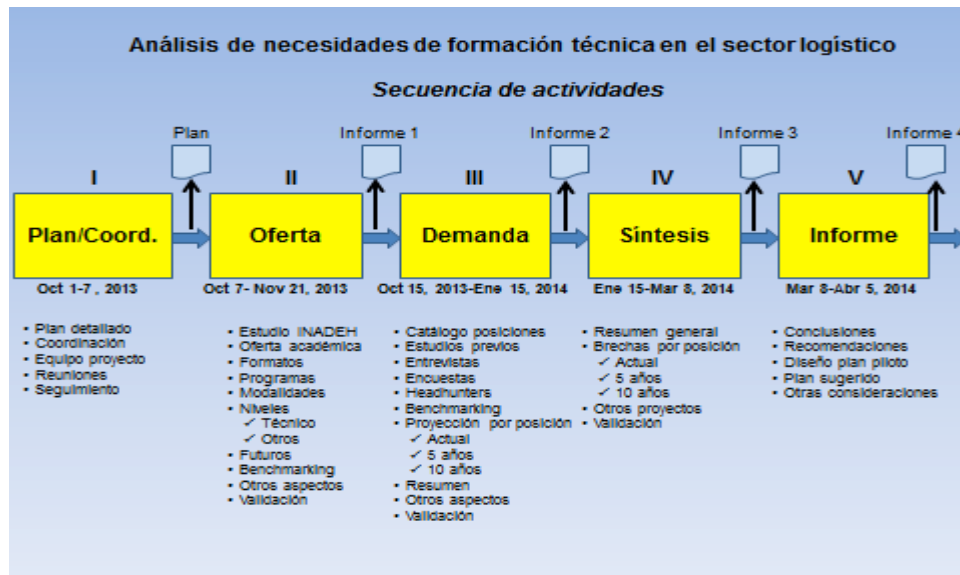 Análisis de necesidades de formación técnica en el sector logístico
Secuencia de actividades
Plan
Informe 1
Informe 2
Informe 3
Informe 4
I
II
III
IV
V
Plan/Coord.
Oferta
Demanda
Síntesis
Informe
Oct 1-7 , 2013
Oct 7- Nov 21, 2013
Oct 15, 2013-Ene 15, 2014
Ene 15-Mar 8, 2014
Mar 8-Abr 5, 2014
• Plan detallado
• Coordinación
• Equipo proyecto
• Reuniones
• Seguimiento
• Estudio INADEH
• Oferta académica
• Formatos
• Programas
• Modalidades
• Niveles
✓ Técnico
✓ Otros
• Futuros
• Benchmarking
• Otros aspectos
• Validación
• Catálogo posiciones
• Estudios previos
• Entrevistas
• Encuestas
• Headhunters
• Benchmarking
• Proyección por posición
✓ Actual
✓ 5 años
✓ 10 años
• Resumen
• Otros aspectos
• Validación
• Resumen general
• Brechas por posición
✓ Actual
✓ 5 años
✓ 10 años
• Otros proyectos
• Validación
• Conclusiones
• Recomendaciones
• Diseño plan piloto
• Plan sugerido
• Otras consideraciones